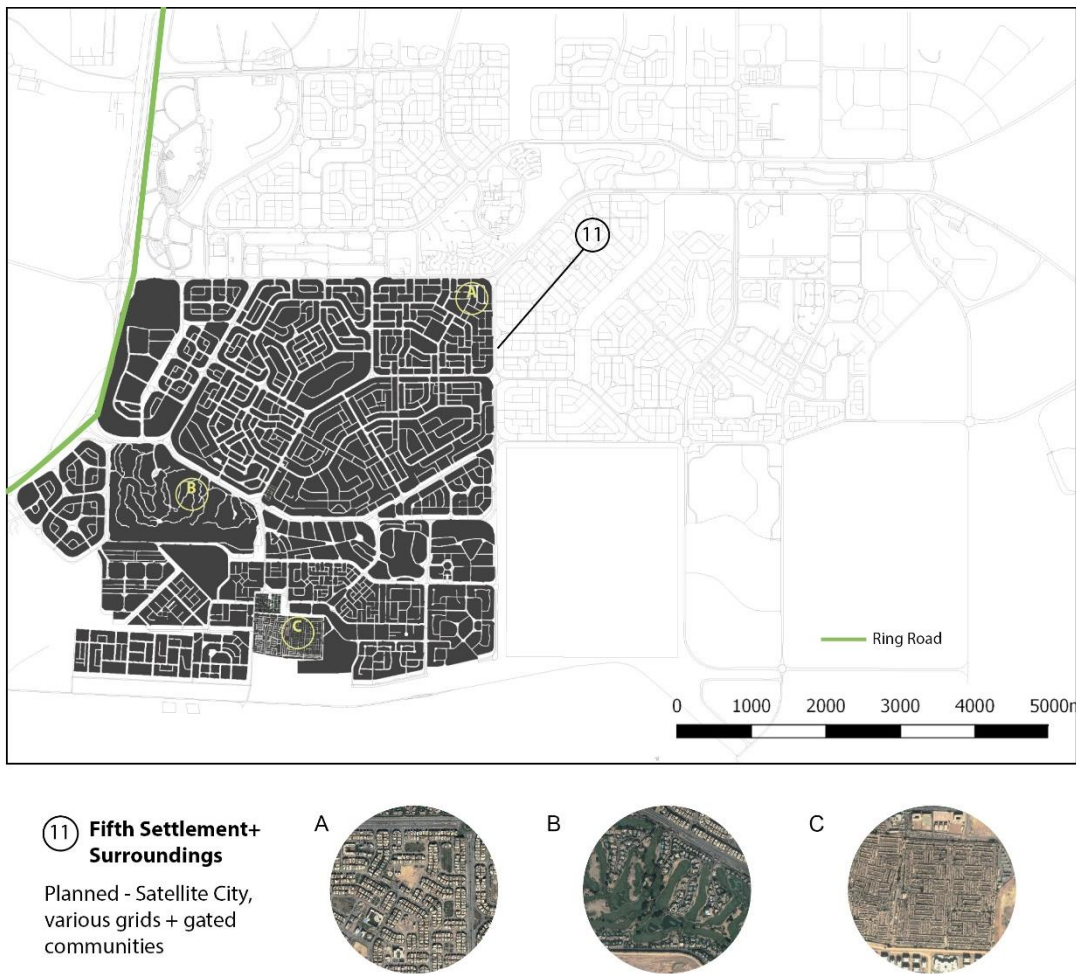 11
A
B
C
Ring Road
0 1000 2000 3000 4000 5000m
11 Fifth Settlement+
Surroundings
Planned - Satellite City,
various grids + gated
communities
A
B
C